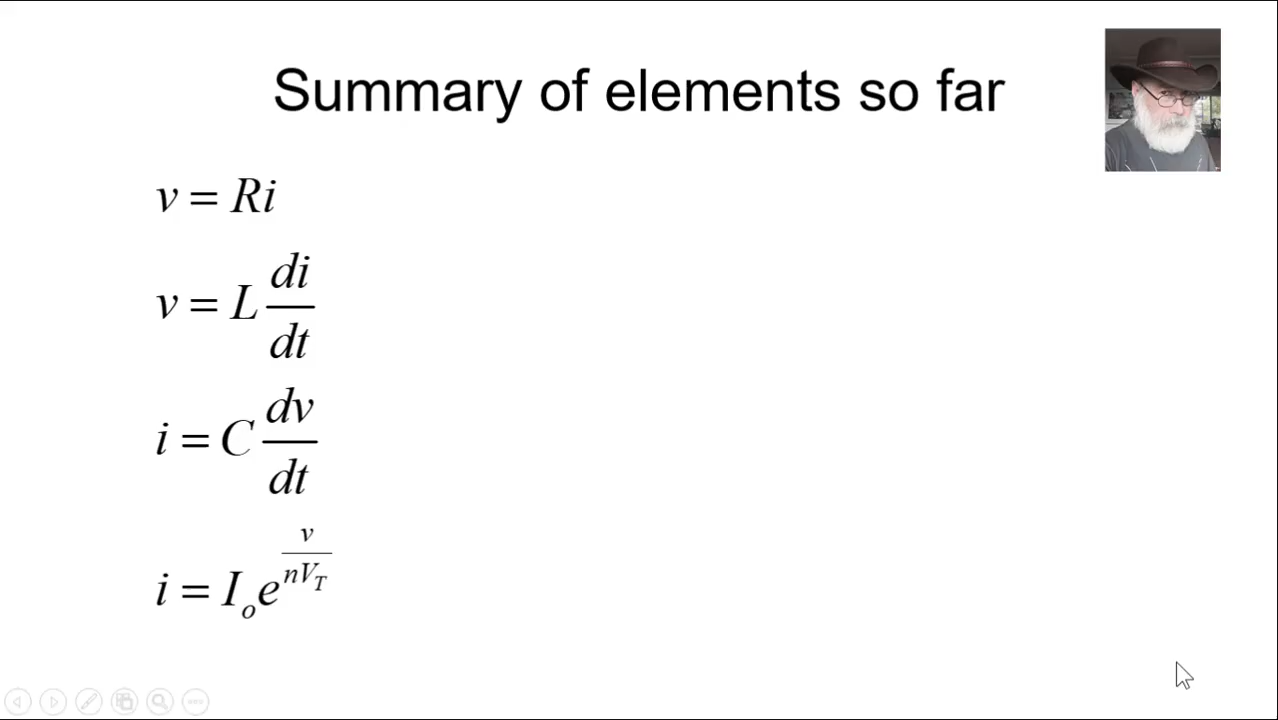 Summary of elements so far
v = Ri
v = L di/dt
i = C dv/dt
i = I_o e^(v/(nV_T))